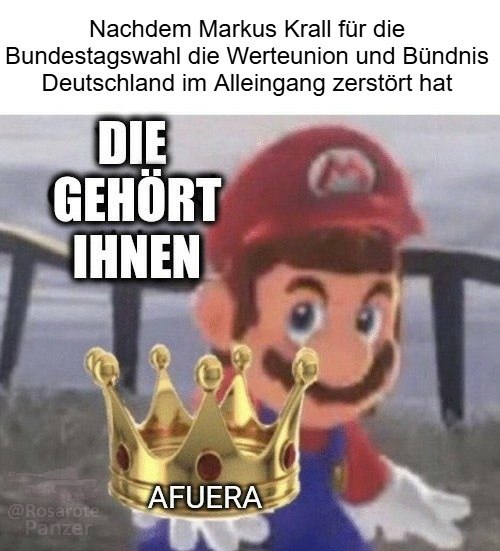 Nachdem Markus Krall für die
Bundestagswahl die Werteunion und Bündnis
Deutschland im Alleingang zerstört hat
DIE
GEHÖRT
IHNEN
M
AFUERA
@Rosarote
Panzer